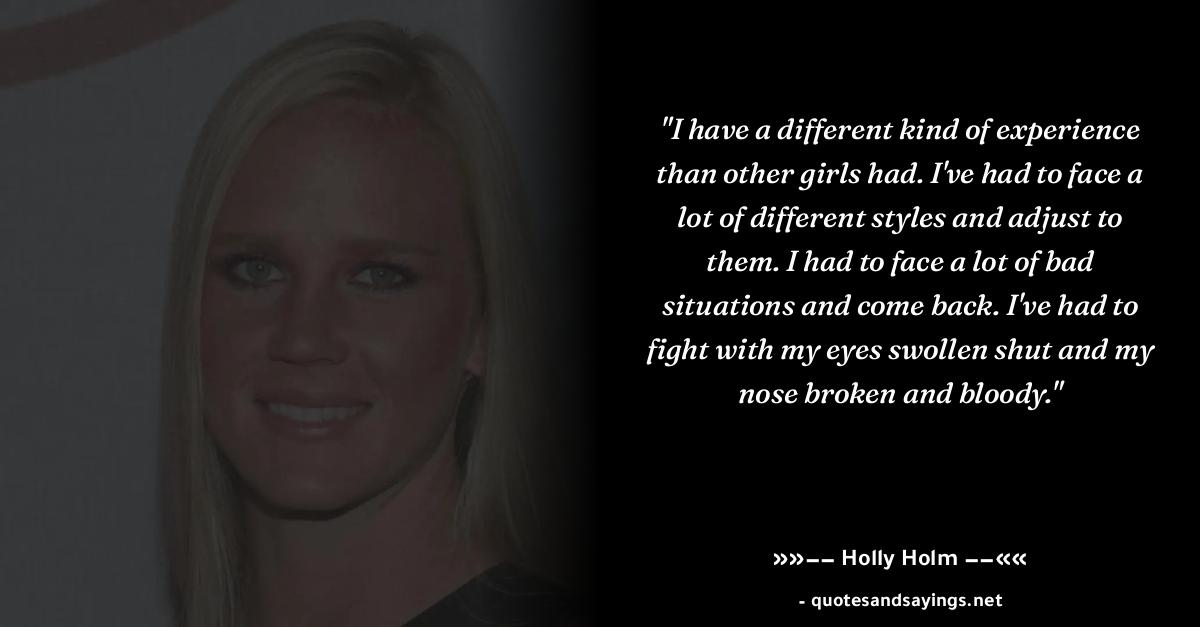 "I have a different kind of experience
than other girls had. I've had to face a
lot of different styles and adjust to
them. I had to face a lot of bad
situations and come back. I've had to
fight with my eyes swollen shut and my
nose broken and bloody."
»»−− Holly Holm −−««
- quotesandsayings.net